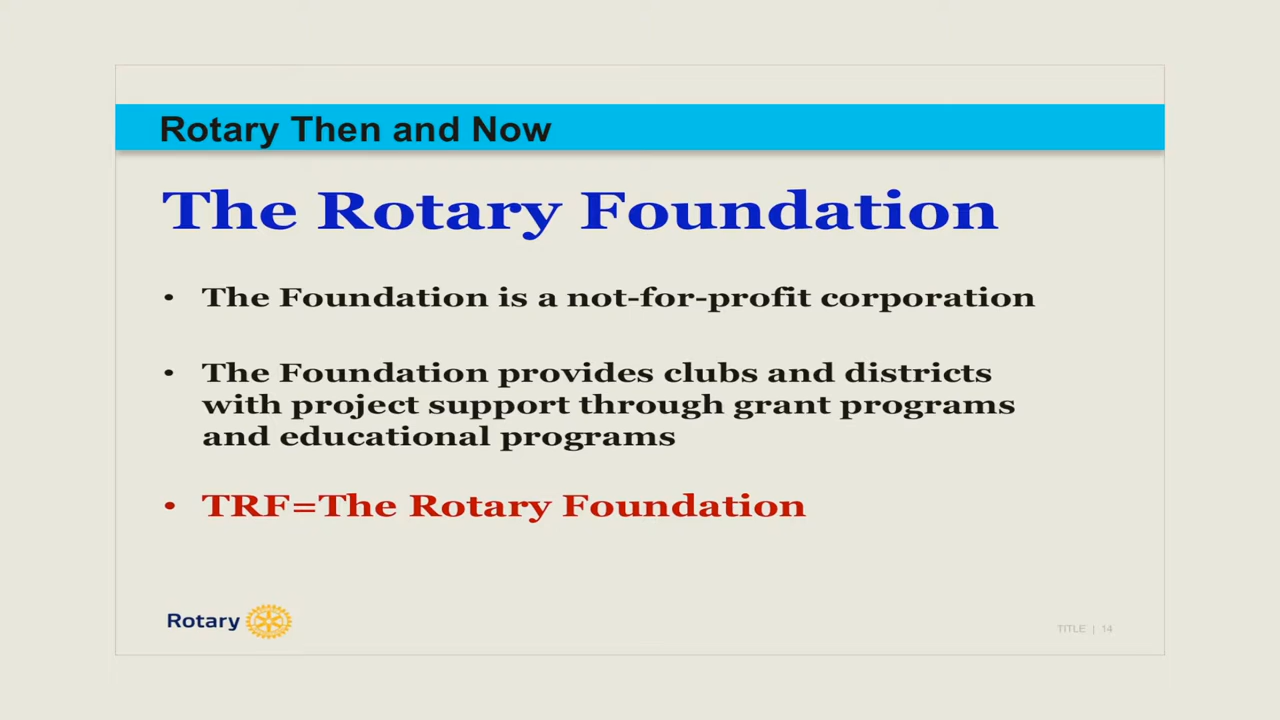 Rotary Then and Now
The Rotary Foundation
• The Foundation is a not-for-profit corporation
• The Foundation provides clubs and districts
with project support through grant programs
and educational programs
• TRF=The Rotary Foundation
Rotary
TITLE | 14